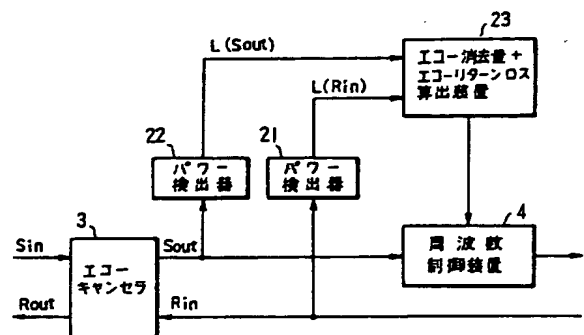 23
L(Sout)
エコー消去量+
エコーリターンロス
算出装置
L(Rin)
22
21
パワー
検出器
パワー
検出器
3
4
Sin
Sout
エコー
キャンセラ
周波数
制御装置
Rout
Rin